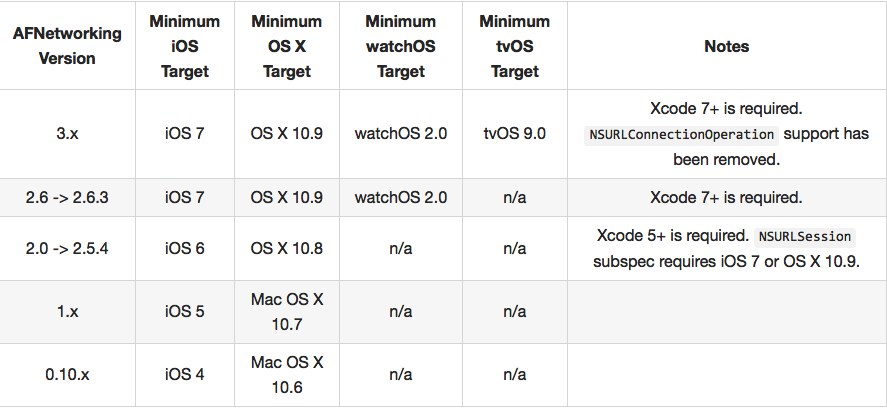 AFNetworking Version | Minimum iOS Target | Minimum OS X Target | Minimum watchOS Target | Minimum tvOS Target | Notes
3.x | iOS 7 | OS X 10.9 | watchOS 2.0 | tvOS 9.0 | Xcode 7+ is required. NSURLConnectionOperation support has been removed.
2.6 -> 2.6.3 | iOS 7 | OS X 10.9 | watchOS 2.0 | n/a | Xcode 7+ is required.
2.0 -> 2.5.4 | iOS 6 | OS X 10.8 | n/a | n/a | Xcode 5+ is required. NSURLSession subspec requires iOS 7 or OS X 10.9.
1.x | iOS 5 | Mac OS X 10.7 | n/a | n/a
0.10.x | iOS 4 | Mac OS X 10.6 | n/a | n/a